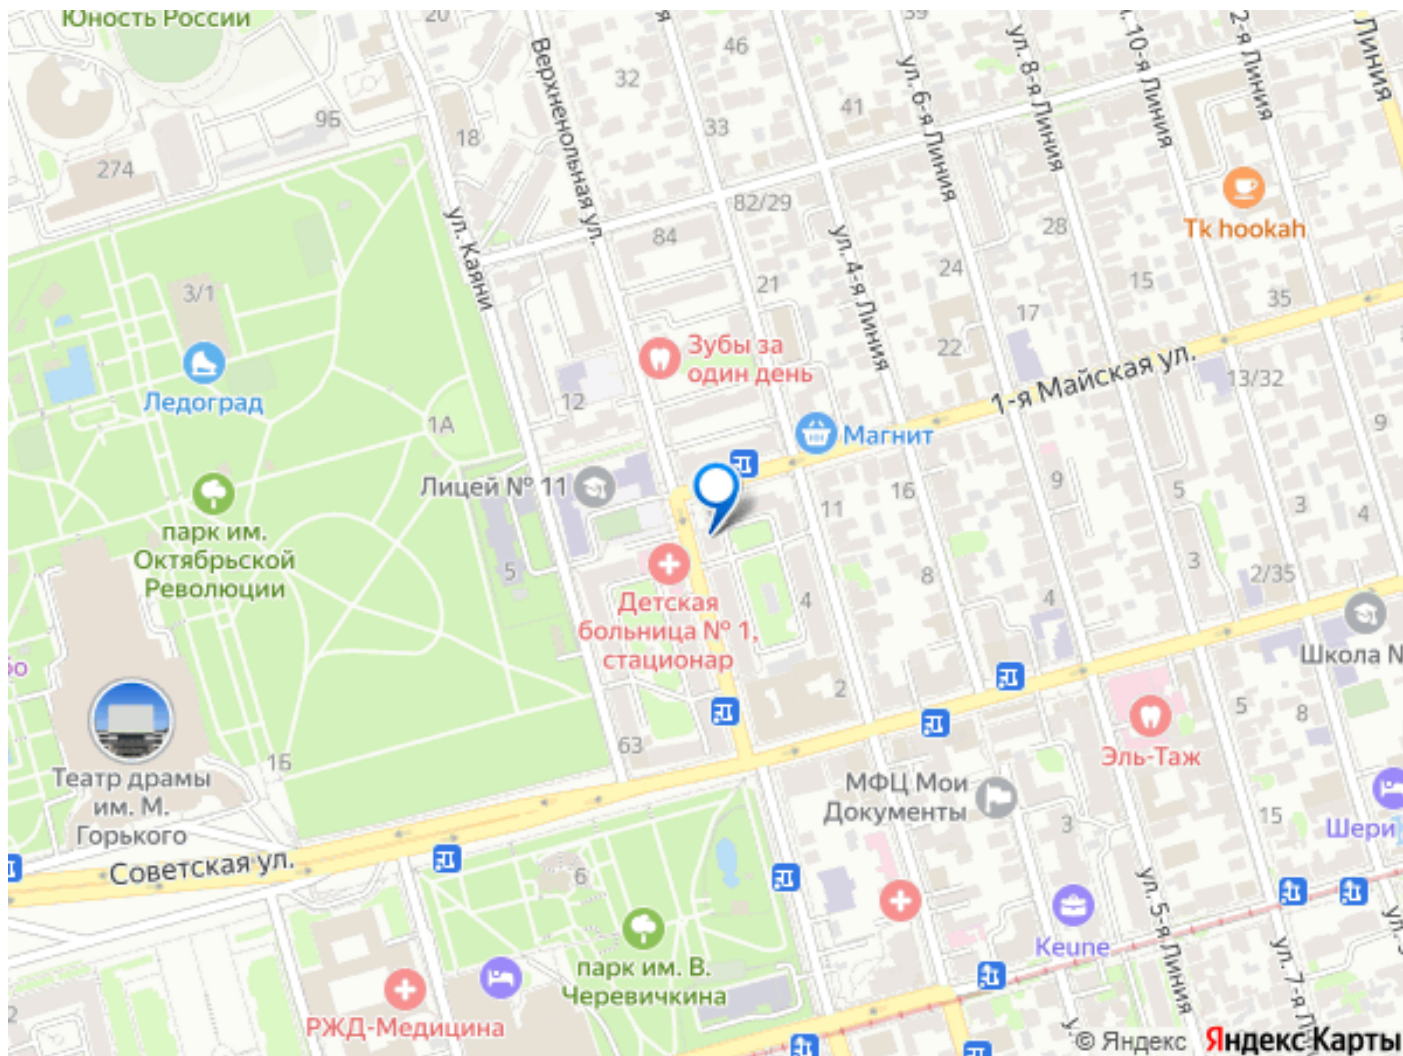 Юность России
20
Верхненольная ул.
46
39
ул. 6-я Линия
ул. 8-я Линия
10-я Линия
2-я Линия
Линия
32
95
18
33
41
274
82/29
Tk hookah
ул. Каяни
84
ул. 4-я Линия
28
24
15
35
3/1
21
17
Зубы за
один день
22
1-я Майская ул.
13/32
Ледоград
12
1А
Магнит
9
Лицей № 11
16
9
5
3
4
парк им.
Октябрьской
Революции
11
5
Детская
больница № 1,
стационар
4
8
4
3
2/35
Школа N
бо
2
63
5
8
Театр драмы
им. М.
Горького
1Б
Эль-Таж
МФЦ Мои
Документы
3
15
Шери
Советская ул.
6
ул. 5-я Линия
Keune
парк им. В.
Черевичкина
ул. 7-я Л
РЖД-Медицина
2
© Яндекс Яндекс Карты